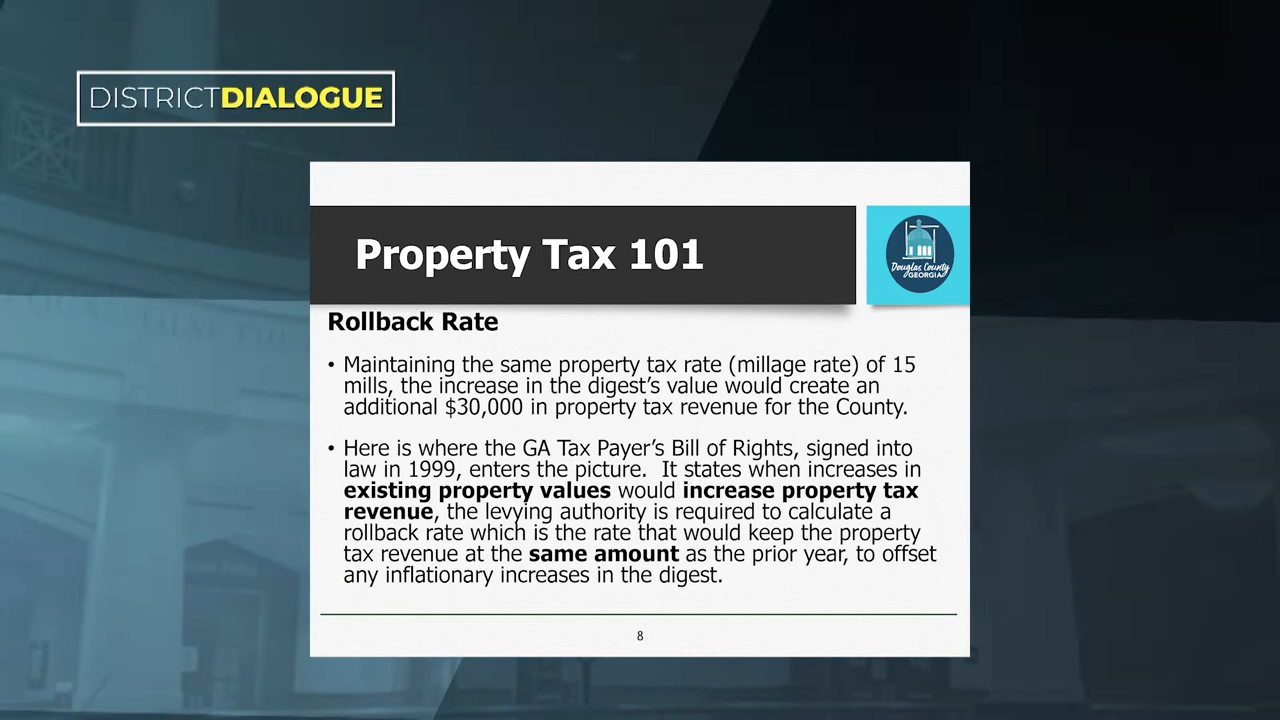 DISTRICTDIALOGUE
Property Tax 101
Douglas County
GEORGIA
Rollback Rate
• Maintaining the same property tax rate (millage rate) of 15
mills, the increase in the digest’s value would create an
additional $30,000 in property tax revenue for the County.
• Here is where the GA Tax Payer’s Bill of Rights, signed into
law in 1999, enters the picture.  It states when increases in
existing property values would increase property tax
revenue, the levying authority is required to calculate a
rollback rate which is the rate that would keep the property
tax revenue at the same amount as the prior year, to offset
any inflationary increases in the digest.
8